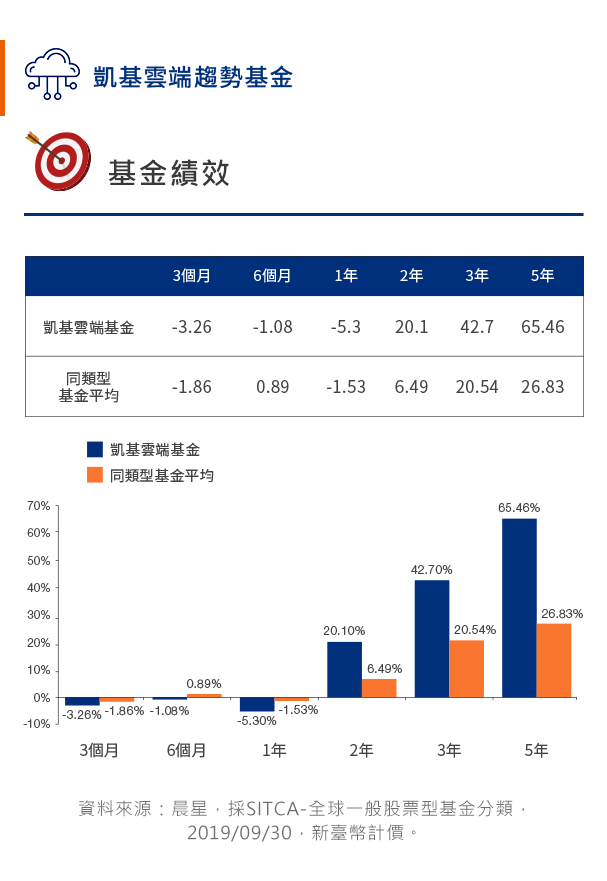 凱基雲端趨勢基金
基金績效
3個月 6個月 1年 2年 3年 5年
凱基雲端基金 -3.26 -1.08 -5.3 20.1 42.7 65.46
同類型
基金平均 -1.86 0.89 -1.53 6.49 20.54 26.83
凱基雲端基金
同類型基金平均
70%
60%
50%
40%
30%
20%
10%
0%
-10%
-3.26% -1.86% -1.08% 0.89% -5.30% -1.53% 20.10% 6.49% 42.70% 20.54% 65.46% 26.83%
3個月 6個月 1年 2年 3年 5年
資料來源：晨星，採SITCA-全球一般股票型基金分類，
2019/09/30，新臺幣計價。